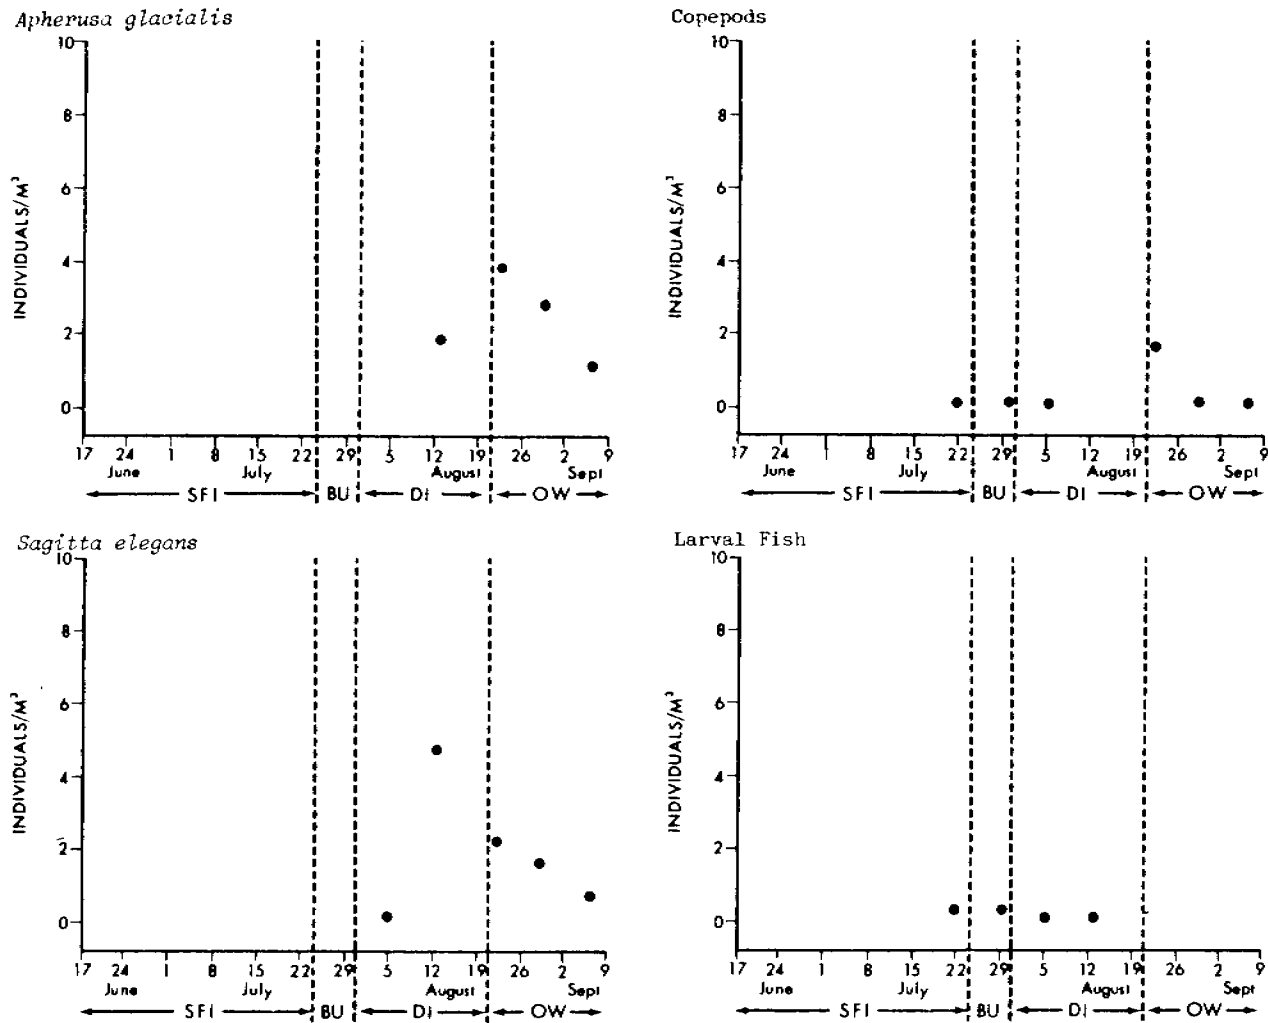 Apherusa glacialis
10
8
6
4
2
0
INDIVIDUALS/M³
17 24 1 8 15 22 29 5 12 19 26 2 9
June July August Sept
SFI BU DI OW
Copepods
10
8
6
4
2
0
INDIVIDUALS/M³
17 24 1 8 15 22 29 5 12 19 26 2 9
June July August Sept
SFI BU DI OW
Sagitta elegans
10
8
6
4
2
0
INDIVIDUALS/M³
17 24 1 8 15 22 29 5 12 19 26 2 9
June July August Sept
SFI BU DI OW
Larval Fish
10
8
6
4
2
0
INDIVIDUALS/M³
17 24 1 8 15 22 29 5 12 19 26 2 9
June July August Sept
SFI BU DI OW